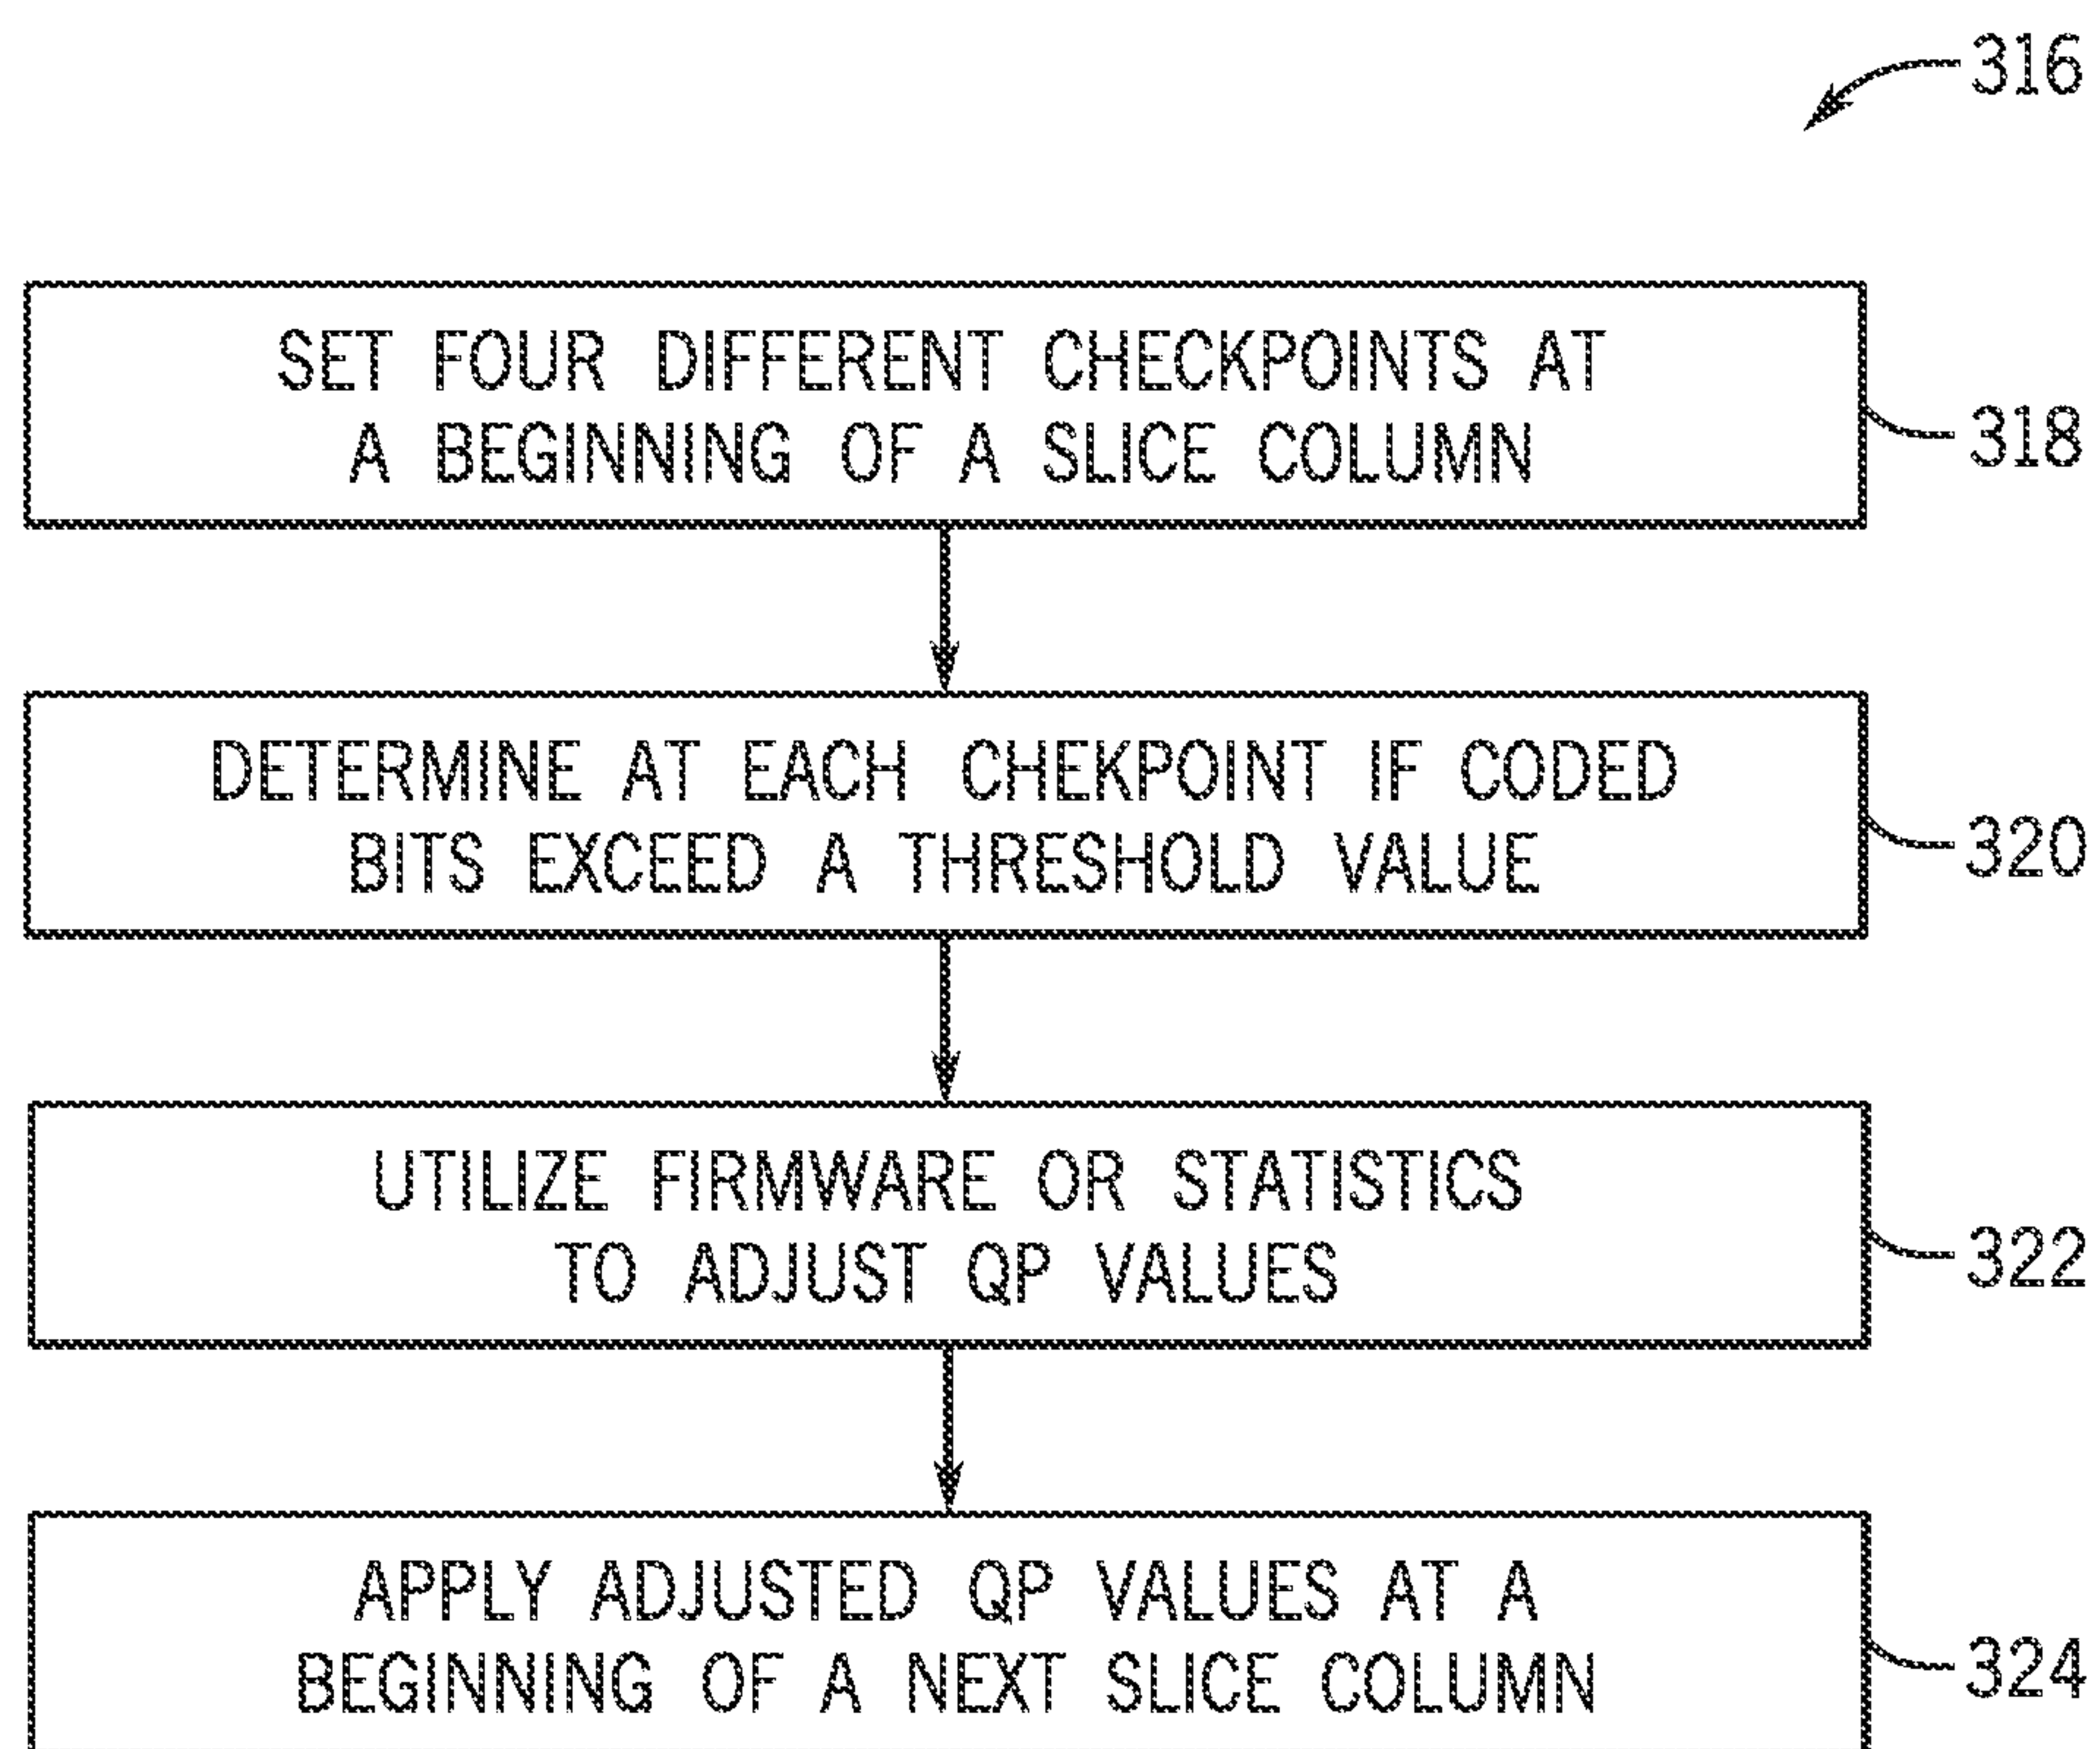 316
SET FOUR DIFFERENT CHECKPOINTS AT
A BEGINNING OF A SLICE COLUMN
318
DETERMINE AT EACH CHEKPOINT IF CODED
BITS EXCEED A THRESHOLD VALUE
320
UTILIZE FIRMWARE OR STATISTICS
TO ADJUST QP VALUES
322
APPLY ADJUSTED QP VALUES AT A
BEGINNING OF A NEXT SLICE COLUMN
324